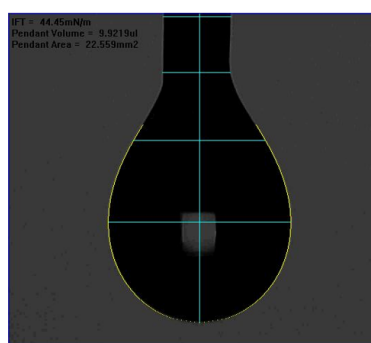 IFT = 44.45mN/m
Pendant Volume = 9.9219ul
Pendant Area = 22.559mm2